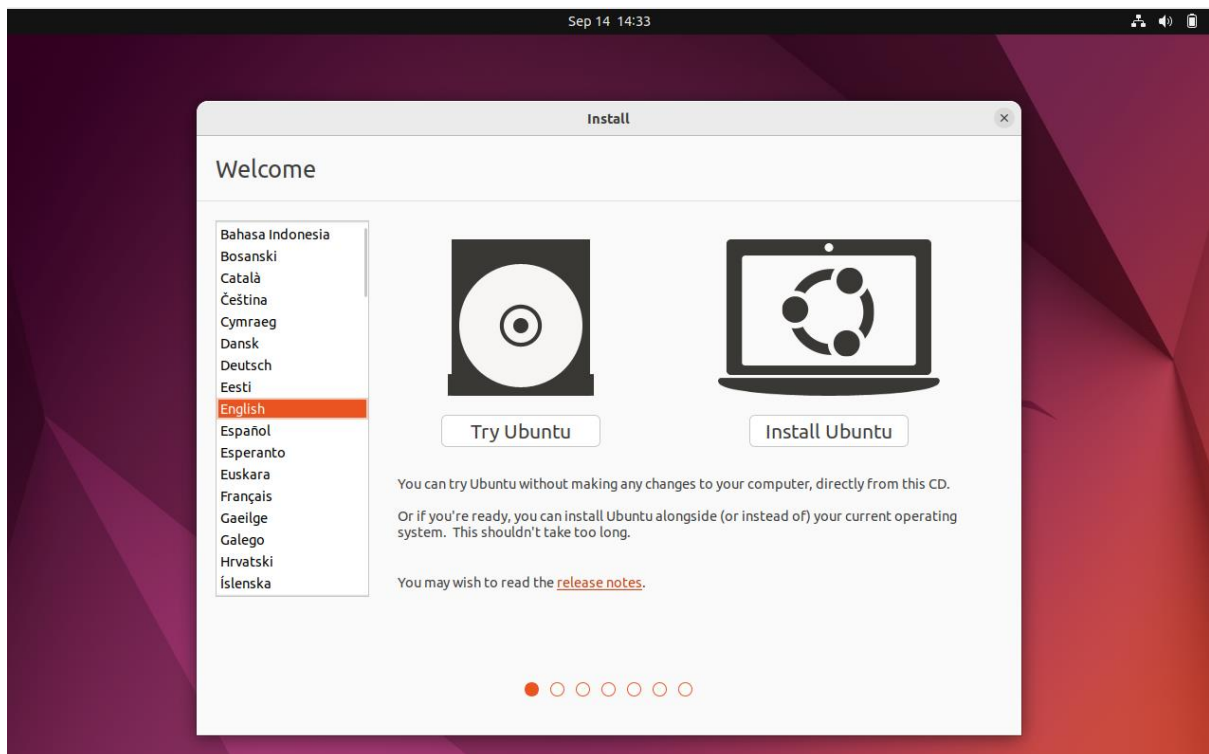 Sep 14 14:33
Install
Welcome
Bahasa Indonesia
Bosanski
Català
Čeština
Cymraeg
Dansk
Deutsch
Eesti
English
Español
Esperanto
Euskara
Français
Gaeilge
Galego
Hrvatski
Íslenska
Try Ubuntu
Install Ubuntu
You can try Ubuntu without making any changes to your computer, directly from this CD.
Or if you're ready, you can install Ubuntu alongside (or instead of) your current operating
system. This shouldn't take too long.
You may wish to read the release notes.